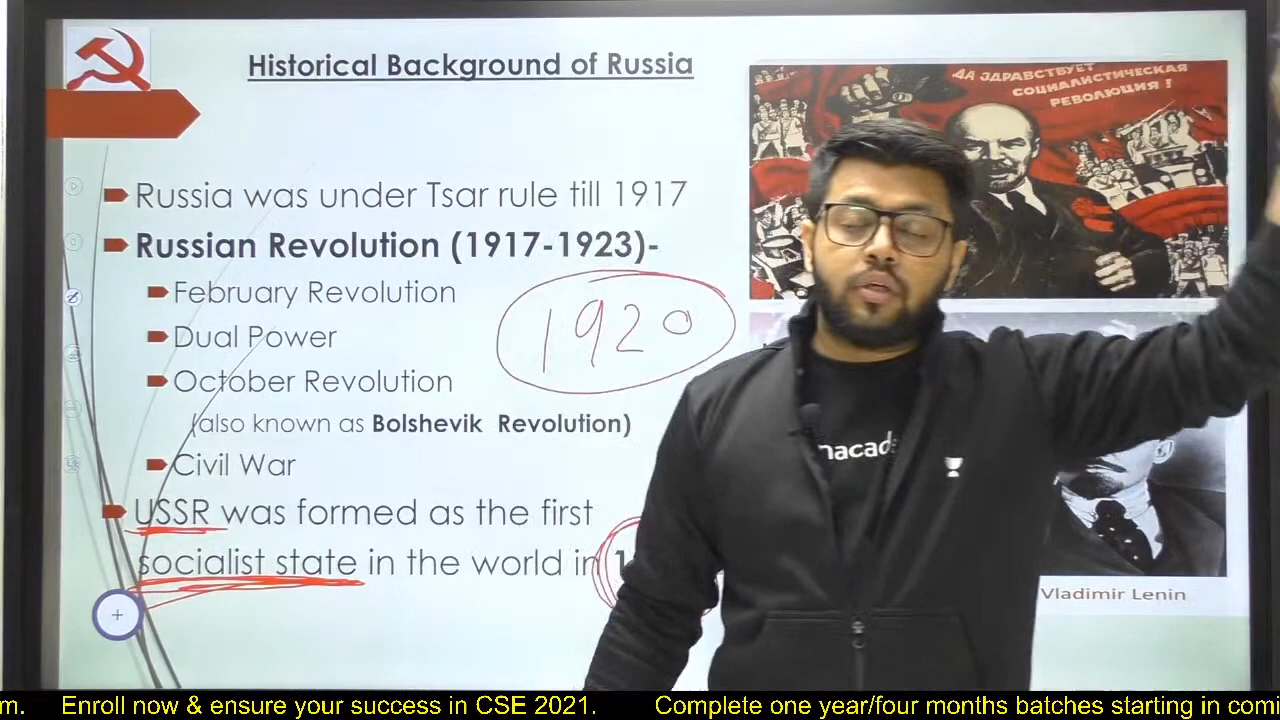 Historical Background of Russia
ДА ЗДРАВСТВУЕТ
СОЦИАЛИСТИЧЕСКАЯ
РЕВОЛЮЦИЯ !
Russia was under Tsar rule till 1917
Russian Revolution (1917-1923)-
February Revolution
1920
Dual Power
October Revolution
(also known as Bolshevik Revolution)
Civil War
USSR was formed as the first
socialist state in the world in
Vladimir Lenin
Enroll now & ensure your success in CSE 2021. Complete one year/four months batches starting in